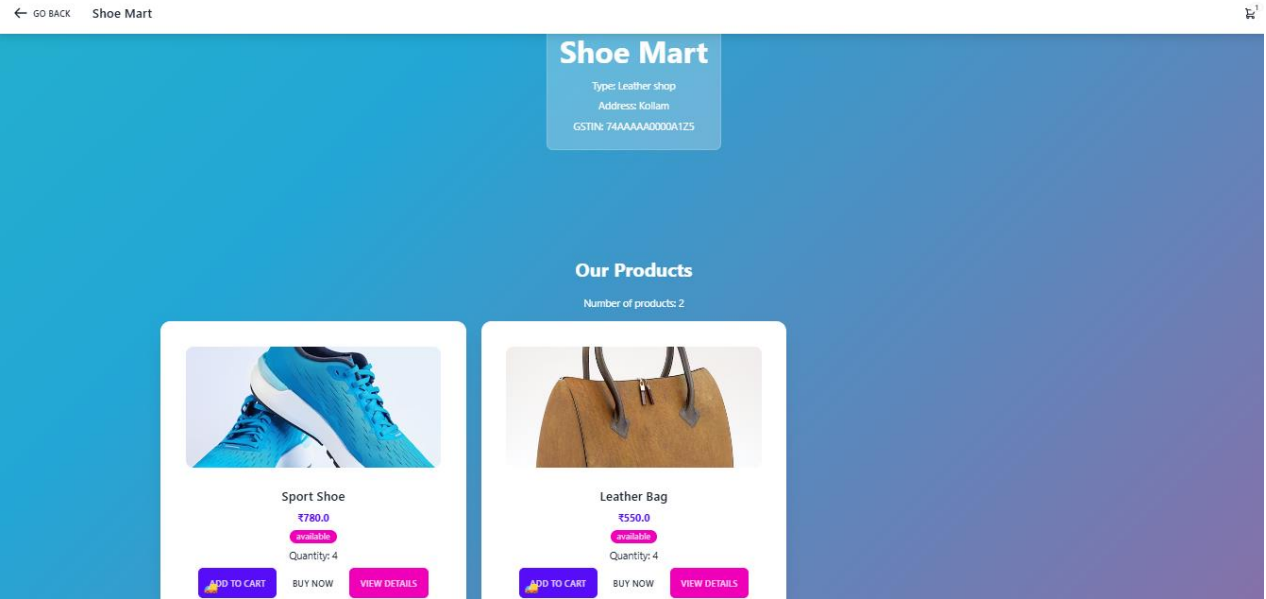 GO BACK Shoe Mart 1
Shoe Mart
Type: Leather shop
Address: Kollam
GSTIN: 74AAAAA0000A1Z5
Our Products
Number of products: 2
Sport Shoe
₹780.0
available
Quantity: 4
ADD TO CART BUY NOW VIEW DETAILS
Leather Bag
₹550.0
available
Quantity: 4
ADD TO CART BUY NOW VIEW DETAILS